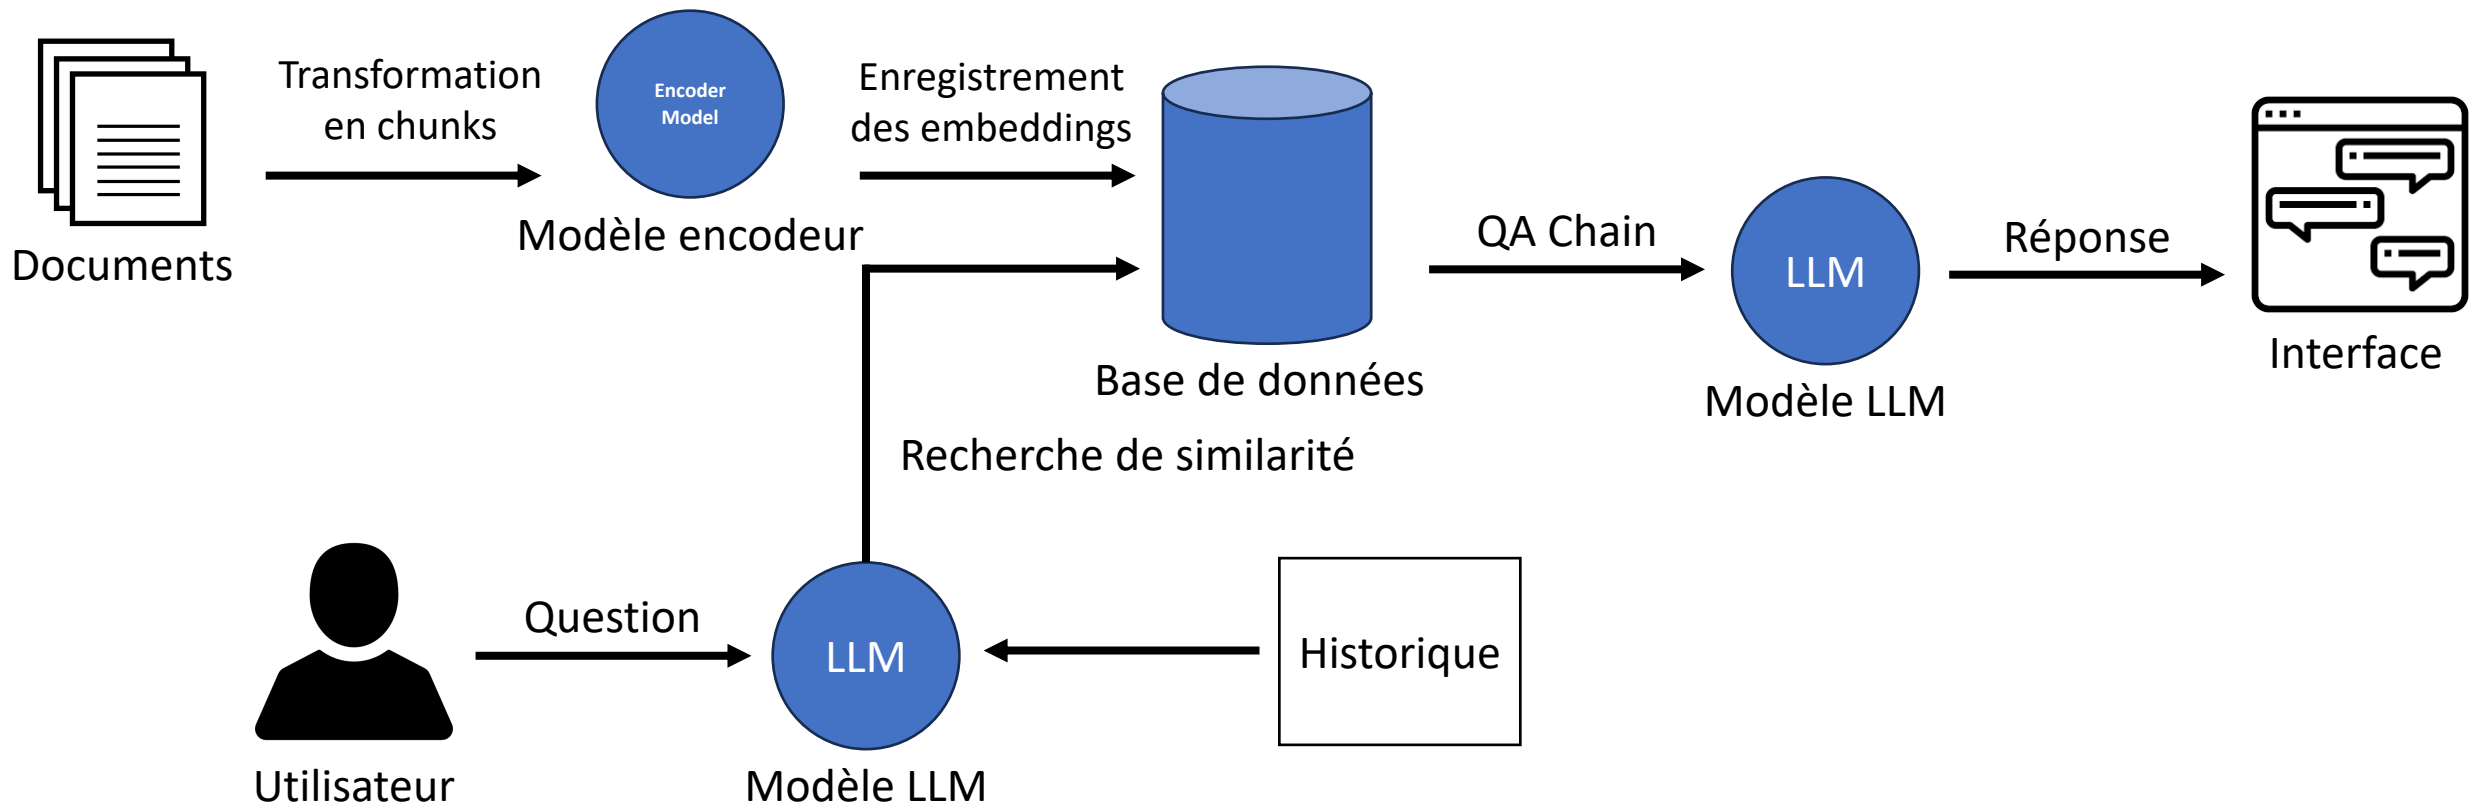 Transformation
en chunks
Encoder
Model
Enregistrement
des embeddings
Modèle encodeur
Documents
QA Chain
LLM
Réponse
Base de données
Modèle LLM
Interface
Recherche de similarité
Question
LLM
Historique
Utilisateur
Modèle LLM